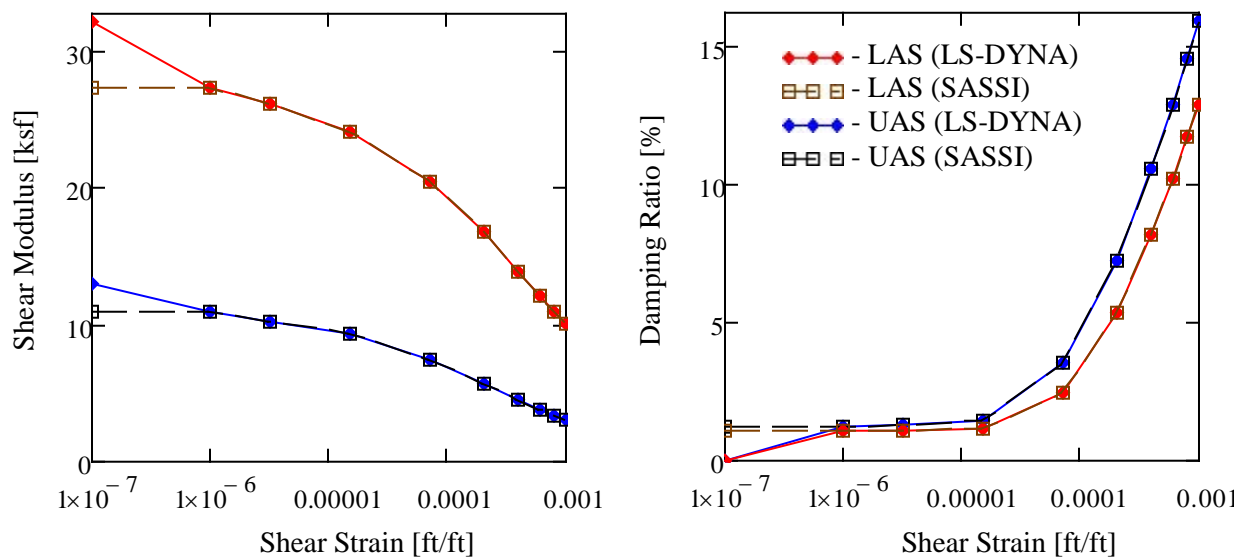 30
20
10
0
Shear Modulus [ksf]
1×10⁻⁷ 1×10⁻⁶ 0.00001 0.0001 0.001
Shear Strain [ft/ft]
15
10
5
0
Damping Ratio [%]
- LAS (LS-DYNA)
- LAS (SASSI)
- UAS (LS-DYNA)
- UAS (SASSI)
1×10⁻⁷ 1×10⁻⁶ 0.00001 0.0001 0.001
Shear Strain [ft/ft]